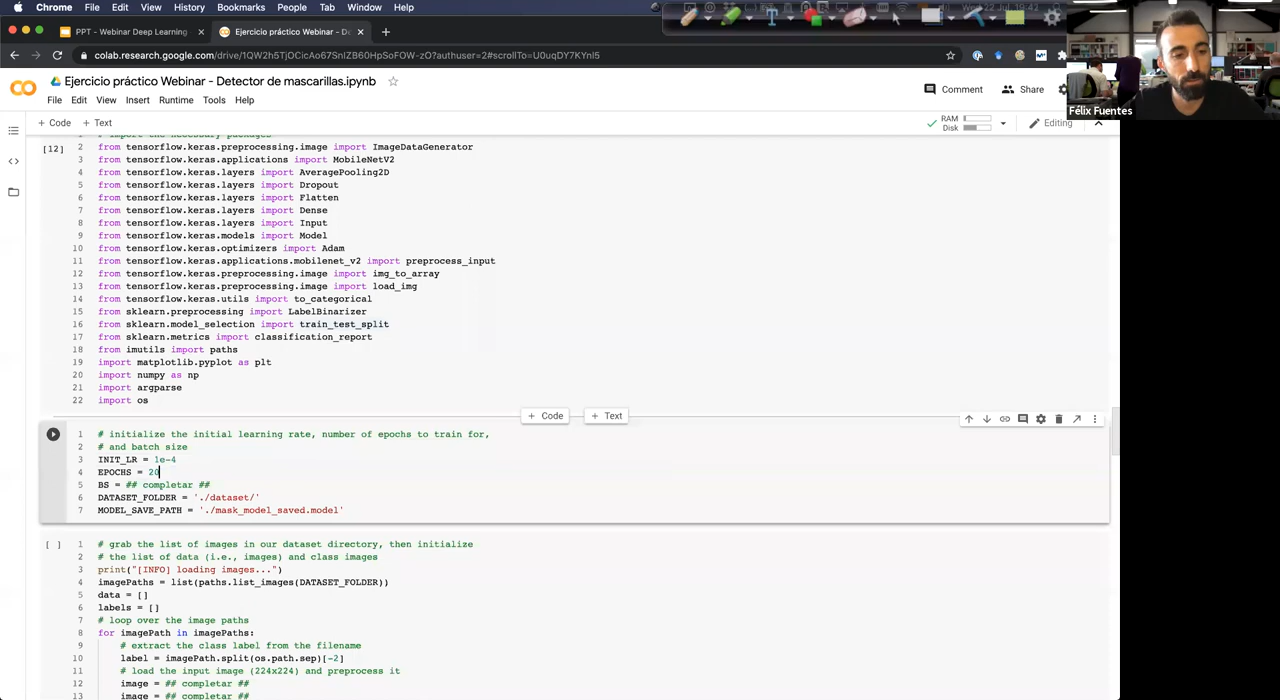 Chrome File Edit View History Bookmarks People Tab Window Help
Wed 22 Jul 19:42
PPT - Webinar Deep Learning
Ejercicio práctico Webinar - De
colab.research.google.com/drive/1QW2h5TjOCicAo67SnIZB60HpSoFOW-zO?authuser=2#scrollTo=U0uqDY7KYnI5
Ejercicio práctico Webinar - Detector de mascarillas.ipynb
File Edit View Insert Runtime Tools Help
Comment Share
Félix Fuentes
+ Code + Text
RAM
Disk
Editing
1 # import the necessary packages
[12] 2 from tensorflow.keras.preprocessing.image import ImageDataGenerator
3 from tensorflow.keras.applications import MobileNetV2
4 from tensorflow.keras.layers import AveragePooling2D
5 from tensorflow.keras.layers import Dropout
6 from tensorflow.keras.layers import Flatten
7 from tensorflow.keras.layers import Dense
8 from tensorflow.keras.layers import Input
9 from tensorflow.keras.models import Model
10 from tensorflow.keras.optimizers import Adam
11 from tensorflow.keras.applications.mobilenet_v2 import preprocess_input
12 from tensorflow.keras.preprocessing.image import img_to_array
13 from tensorflow.keras.preprocessing.image import load_img
14 from tensorflow.keras.utils import to_categorical
15 from sklearn.preprocessing import LabelBinarizer
16 from sklearn.model_selection import train_test_split
17 from sklearn.metrics import classification_report
18 from imutils import paths
19 import matplotlib.pyplot as plt
20 import numpy as np
21 import argparse
22 import os
+ Code + Text
1 # initialize the initial learning rate, number of epochs to train for,
2 # and batch size
3 INIT_LR = 1e-4
4 EPOCHS = 20
5 BS = ## completar ##
6 DATASET_FOLDER = './dataset/'
7 MODEL_SAVE_PATH = './mask_model_saved.model'
[ ] 1 # grab the list of images in our dataset directory, then initialize
2 # the list of data (i.e., images) and class images
3 print("[INFO] loading images...")
4 imagePaths = list(paths.list_images(DATASET_FOLDER))
5 data = []
6 labels = []
7 # loop over the image paths
8 for imagePath in imagePaths:
9 # extract the class label from the filename
10 label = imagePath.split(os.path.sep)[-2]
11 # load the input image (224x224) and preprocess it
12 image = ## completar ##
13 image = ## completar ##